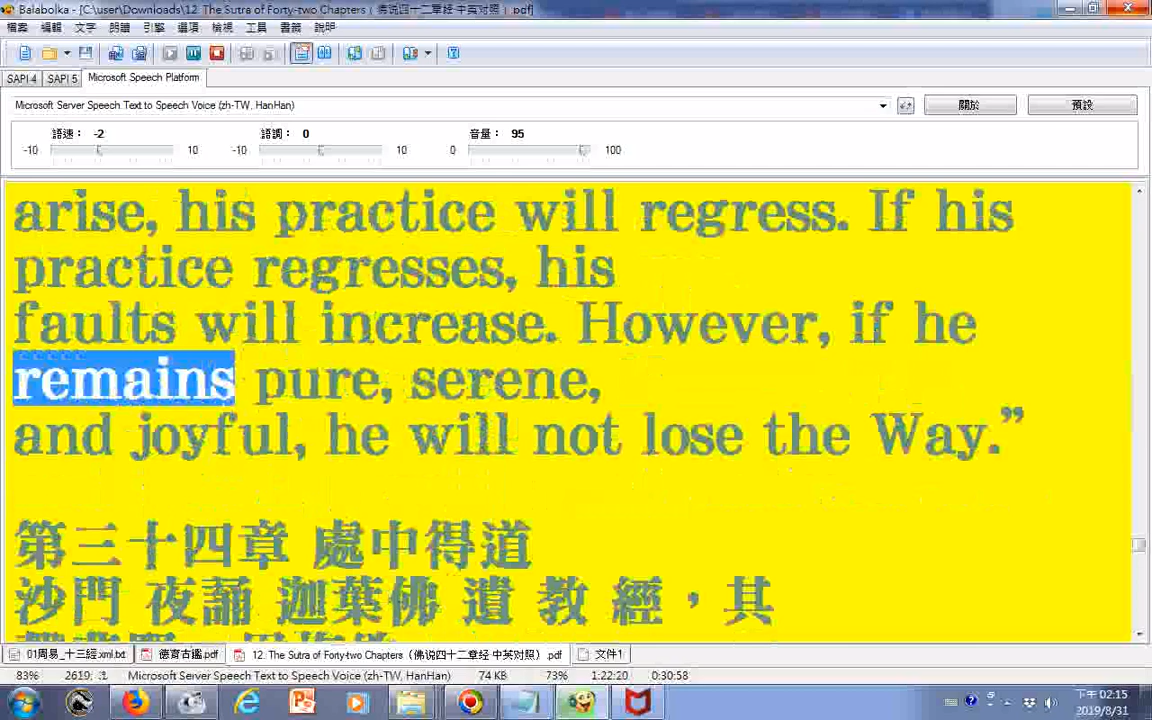 Balabolka - [C:\user\Downloads\12. The Sutra of Forty-two Chapters（佛说四十二章经-中英对照）.pdf]
檔案 編輯 文字 朗讀 引擎 選項 檢視 工具 書籤 說明
SAPI 4 SAPI 5 Microsoft Speech Platform
Microsoft Server Speech Text to Speech Voice (zh-TW, HanHan) 關於 預設
語速： -2 語調： 0 音量： 95
-10 10 -10 10 0 100
arise, his practice will regress. If his
practice regresses, his
faults will increase. However, if he
remains pure, serene,
and joyful, he will not lose the Way.”
第三十四章 處中得道
沙門 夜誦 迦葉佛 遺 教 經，其
01周易_十三經.xml.txt 德育古鑑.pdf 12. The Sutra of Forty-two Chapters（佛说四十二章经-中英对照）.pdf 文件1
83% Microsoft Server Speech Text to Speech Voice (zh-TW, HanHan) 74 KB 73% 1:22:20 0:30:58
下午 02:15
2019/8/31